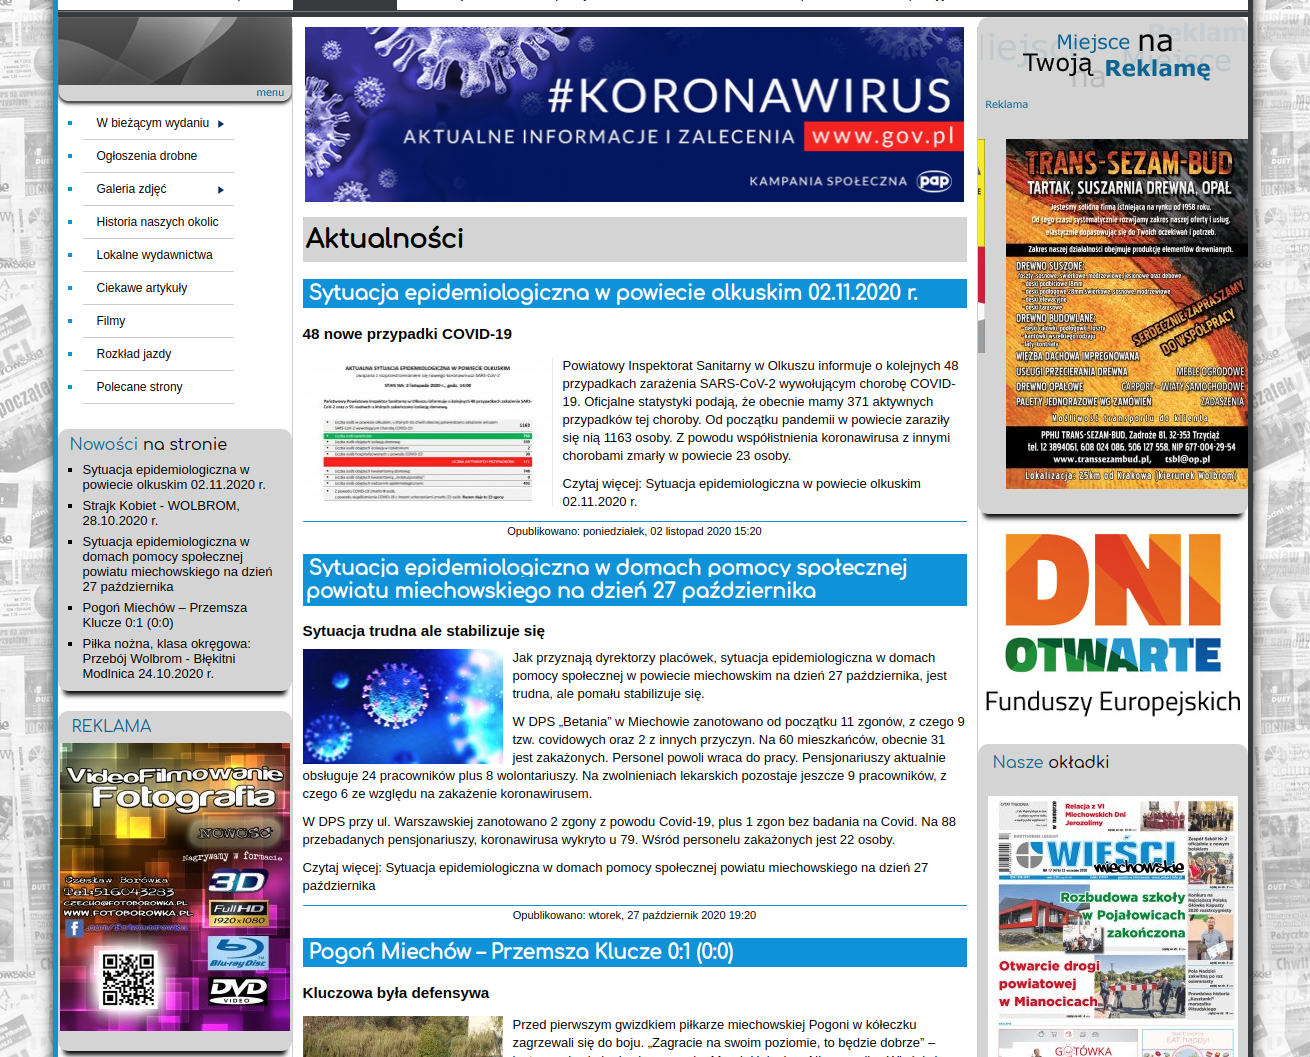 menu
W bieżącym wydaniu
Ogłoszenia drobne
Galeria zdjęć
Historia naszych okolic
Lokalne wydawnictwa
Ciekawe artykuły
Filmy
Rozkład jazdy
Polecane strony
Nowości na stronie
Sytuacja epidemiologiczna w
powiecie olkuskim 02.11.2020 r.
Strajk Kobiet - WOLBROM,
28.10.2020 r.
Sytuacja epidemiologiczna w
domach pomocy społecznej
powiatu miechowskiego na dzień
27 października
Pogoń Miechów – Przemsza
Klucze 0:1 (0:0)
Piłka nożna, klasa okręgowa:
Przebój Wolbrom - Błękitni
Modlnica 24.10.2020 r.
REKLAMA
VideoFilmowanie
Fotografia
NOWOŚĆ
Nagrywamy w formacie
3D
Czesław Borówka
Tel:516043283
CZECHO@FOTOBOROWKA.PL
WWW.FOTOBOROWKA.PL
Full HD
1920x1080
Blu-ray Disc
DVD
VIDEO
#KORONAWIRUS
AKTUALNE INFORMACJE I ZALECENIA www.gov.pl
KAMPANIA SPOŁECZNA pap
Aktualności
Sytuacja epidemiologiczna w powiecie olkuskim 02.11.2020 r.
48 nowe przypadki COVID-19
AKTUALNA SYTUACJA EPIDEMIOLOGICZNA W POWIECIE OLKUSKIM
Powiatowy Inspektorat Sanitarny w Olkuszu informuje o kolejnych 48
przypadkach zarażenia SARS-CoV-2 wywołującym chorobę COVID-
19. Oficjalne statystyki podają, że obecnie mamy 371 aktywnych
przypadków tej choroby. Od początku pandemii w powiecie zaraziły
się nią 1163 osoby. Z powodu współistnienia koronawirusa z innymi
chorobami zmarły w powiecie 23 osoby.
Czytaj więcej: Sytuacja epidemiologiczna w powiecie olkuskim
02.11.2020 r.
Opublikowano: poniedziałek, 02 listopad 2020 15:20
Sytuacja epidemiologiczna w domach pomocy społecznej
powiatu miechowskiego na dzień 27 października
Sytuacja trudna ale stabilizuje się
Jak przyznają dyrektorzy placówek, sytuacja epidemiologiczna w domach
pomocy społecznej w powiecie miechowskim na dzień 27 października, jest
trudna, ale pomału stabilizuje się.
W DPS „Betania” w Miechowie zanotowano od początku 11 zgonów, z czego 9
tzw. covidowych oraz 2 z innych przyczyn. Na 60 mieszkańców, obecnie 31
jest zakażonych. Personel powoli wraca do pracy. Pensjonariuszy aktualnie
obsługuje 24 pracowników plus 8 wolontariuszy. Na zwolnieniach lekarskich pozostaje jeszcze 9 pracowników, z
czego 6 ze względu na zakażenie koronawirusem.
W DPS przy ul. Warszawskiej zanotowano 2 zgony z powodu Covid-19, plus 1 zgon bez badania na Covid. Na 88
przebadanych pensjonariuszy, koronawirusa wykryto u 79. Wśród personelu zakażonych jest 22 osoby.
Czytaj więcej: Sytuacja epidemiologiczna w domach pomocy społecznej powiatu miechowskiego na dzień 27
października
Opublikowano: wtorek, 27 październik 2020 19:20
Pogoń Miechów – Przemsza Klucze 0:1 (0:0)
Kluczowa była defensywa
Przed pierwszym gwizdkiem piłkarze miechowskiej Pogoni w kółeczku
zagrzewali się do boju. „Zagracie na swoim poziomie, to będzie dobrze” –
Miejsce na
Twoją Reklamę
Reklama
TRANS-SEZAM-BUD
TARTAK, SUSZARNIA DREWNA, OPAŁ
Jesteśmy solidną firmą istniejącą na rynku od 1958 roku.
Od tego czasu systematycznie rozwijamy zakres naszej oferty i usług,
elastycznie dopasowując się do Twoich oczekiwań i potrzeb.
Zakres naszej działalności obejmuje produkcję elementów drewnianych.
DREWNO SUSZONE:
DREWNO BUDOWLANE:
SERDECZNIE ZAPRASZAMY
DO WSPÓŁPRACY
WIĘŹBA DACHOWA IMPREGNOWANA
USŁUGI PRZECIERANIA DREWNA
MEBLE OGRODOWE
DREWNO OPAŁOWE
CARPORT - WIATY SAMOCHODOWE
PALETY JEDNORAZOWE WG ZAMÓWIEŃ
ZADASZENIA
Możliwość transportu do klienta
PPHU TRANS-SEZAM-BUD, Zadroże 81, 32-353 Trzyciąż
tel. 12 3894061, 608 024 086, 506 127 558, NIP 677-004-29-54
www.transsezambud.pl, tsbl@op.pl
Lokalizacja: 25km od Krakowa (kierunek Wolbrom)
DNI
OTWARTE
Funduszy Europejskich
Nasze okładki
Relacja z VI
Miechowskich Dni
Jerozolimy
WIEŚCI
miechowskie
Rozbudowa szkoły
w Pojałowicach
zakończona
Otwarcie drogi
powiatowej
w Mianocicach
GOTÓWKA
EAT happy!